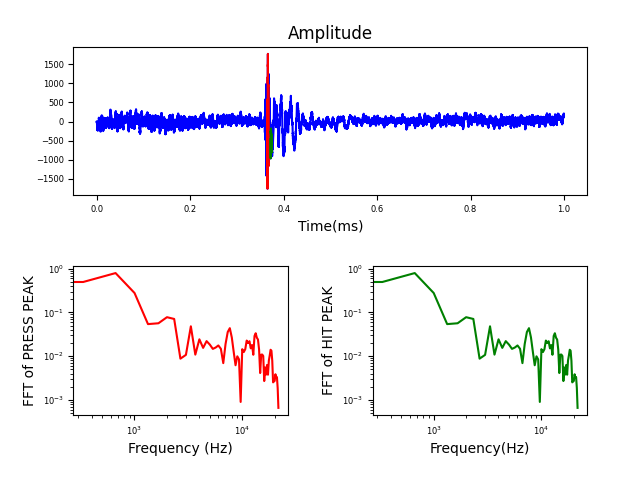 Amplitude
1500
1000
500
0
−500
−1000
−1500
0.0 0.2 0.4 0.6 0.8 1.0
Time(ms)
FFT of PRESS PEAK
10⁰
10⁻¹
10⁻²
10⁻³
10³ 10⁴
Frequency (Hz)
FFT of HIT PEAK
10⁰
10⁻¹
10⁻²
10⁻³
10³ 10⁴
Frequency(Hz)